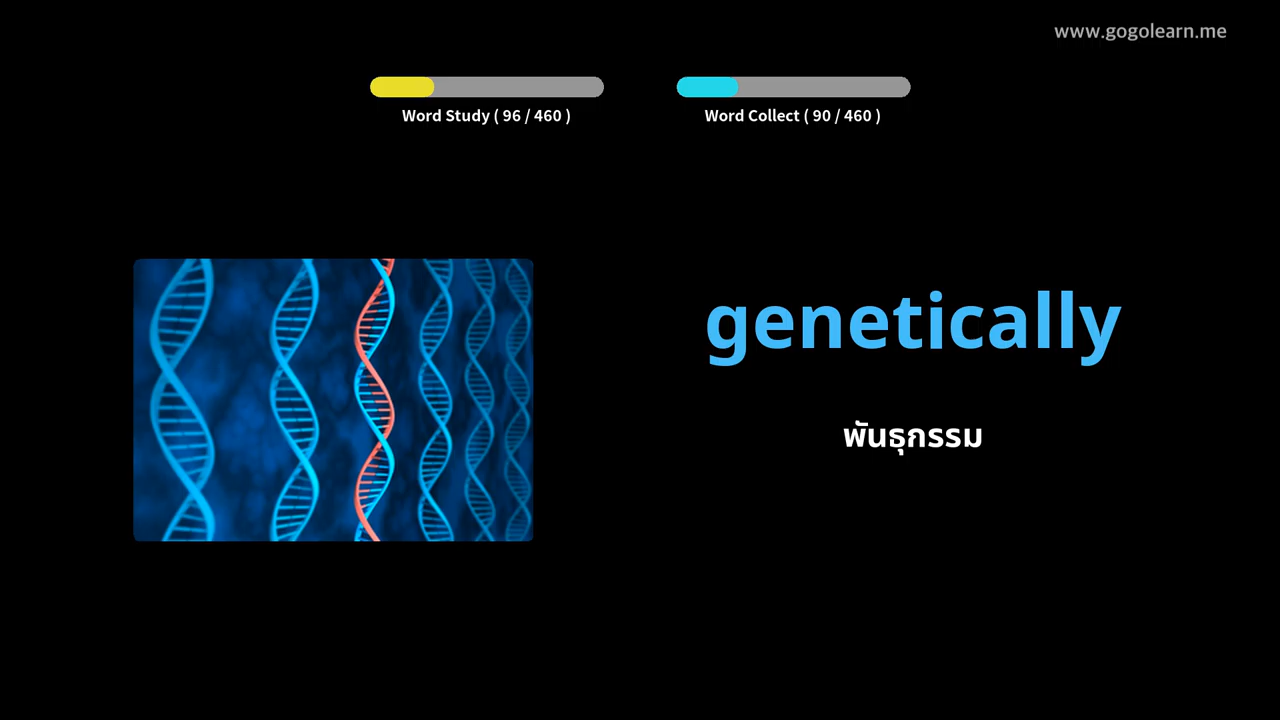 www.gogolearn.me
Word Study ( 96 / 460 )
Word Collect ( 90 / 460 )
genetically
พันธุกรรม